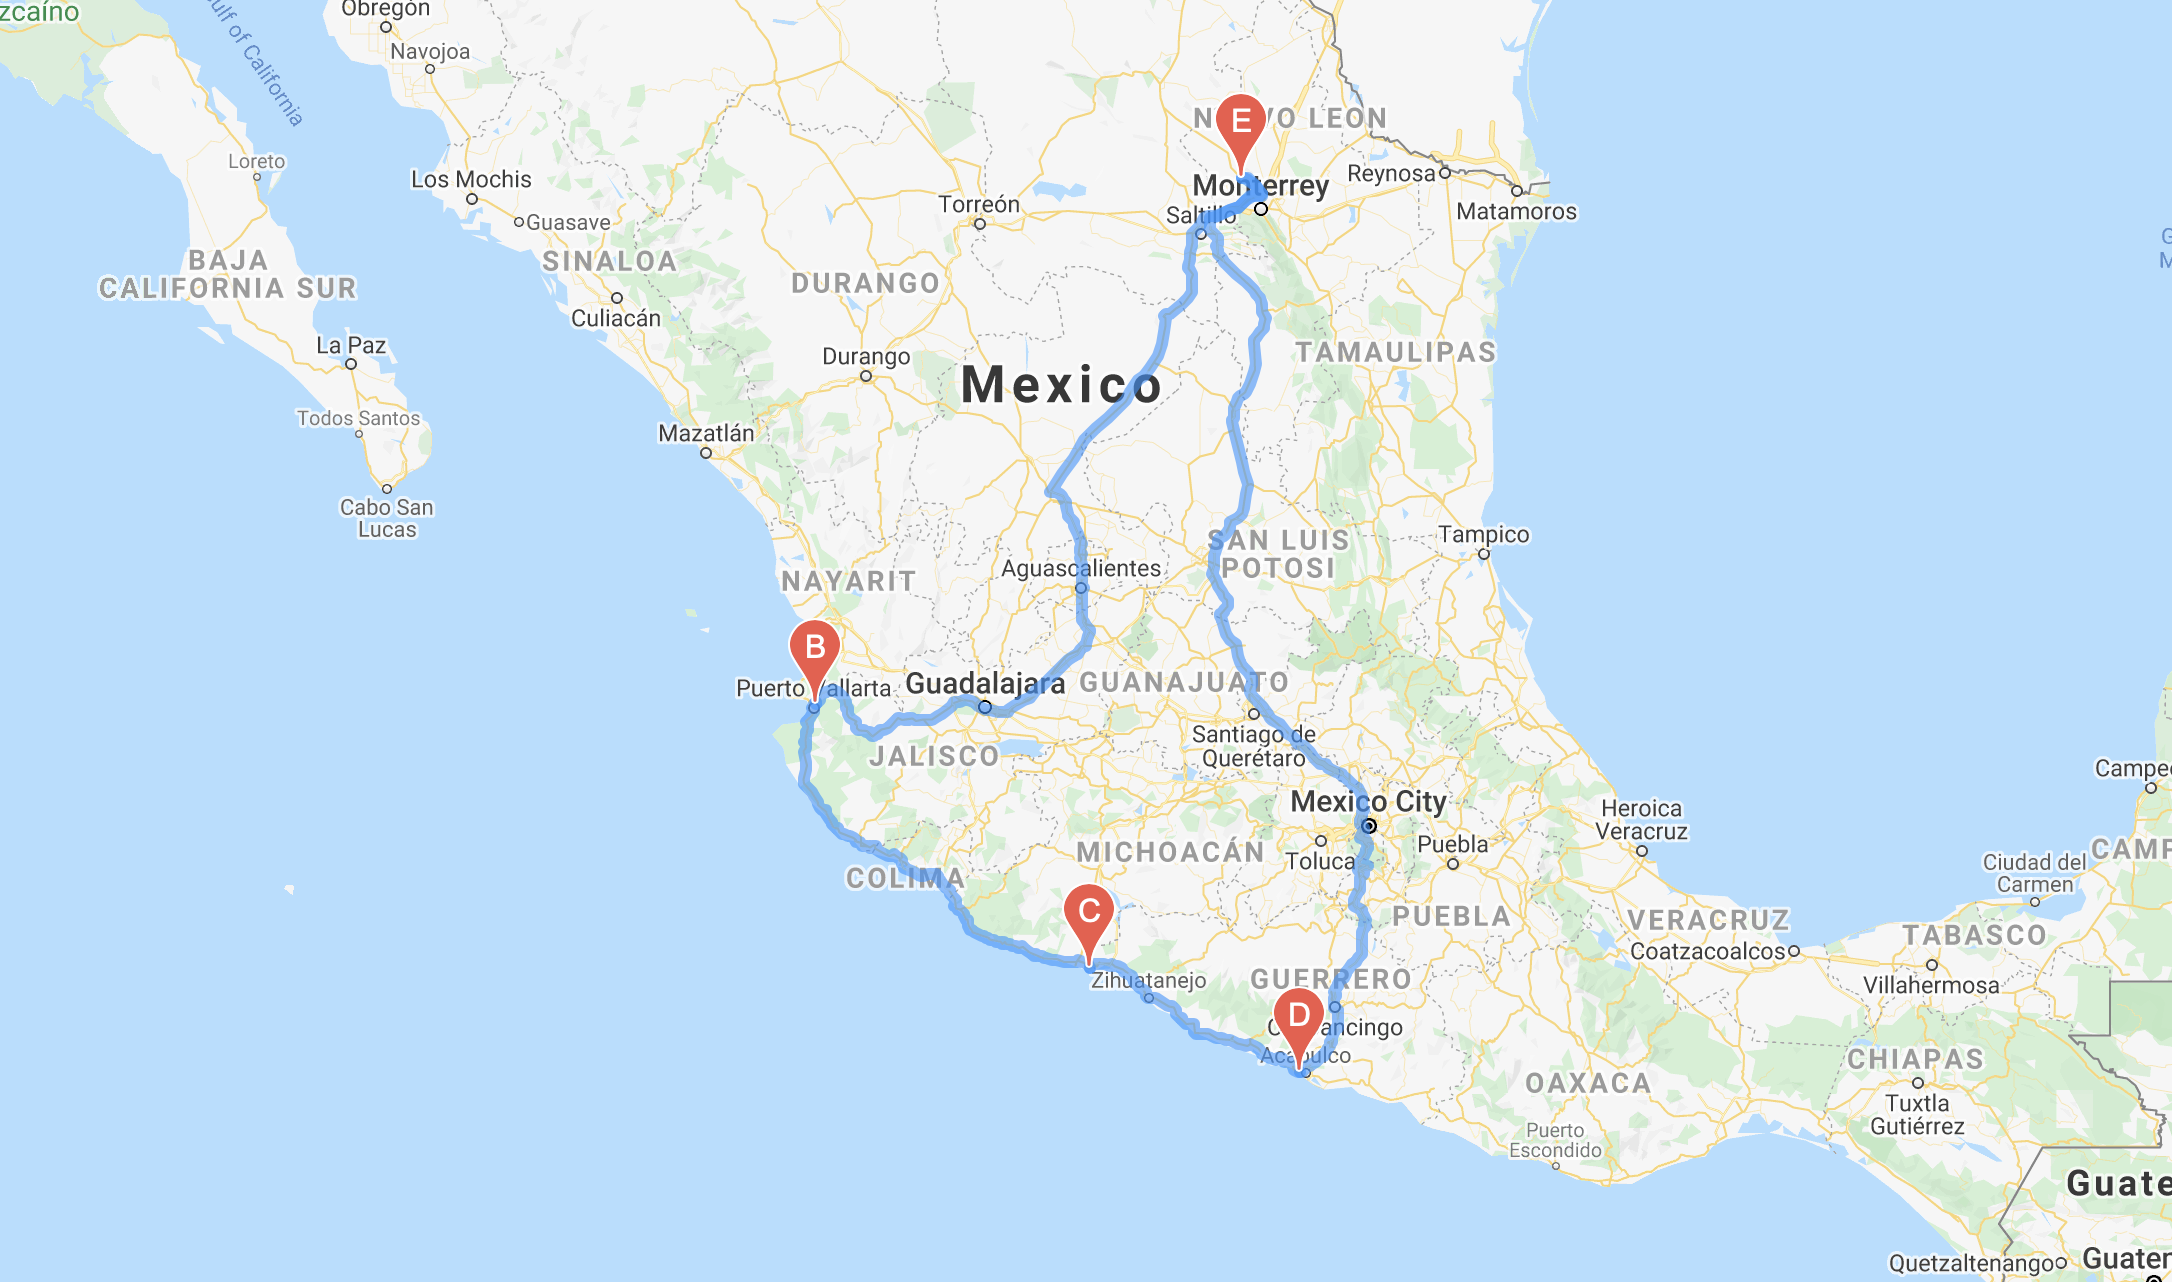 zcaíno
Gulf of California
Obregón
Navojoa
Loreto
Los Mochis
Guasave
BAJA
CALIFORNIA SUR
SINALOA
Culiacán
La Paz
Todos Santos
Cabo San
Lucas
Mazatlán
DURANGO
Durango
Torreón
E
LEON
Monterrey
Saltillo
Reynosa
Matamoros
TAMAULIPAS
Mexico
G
M
SAN LUIS
POTOSI
Tampico
Aguascalientes
NAYARIT
B
Puerto Vallarta
Guadalajara
GUANAJUATO
JALISCO
Santiago de
Querétaro
Mexico City
Toluca
Puebla
MICHOACÁN
COLIMA
C
Zihuatanejo
PUEBLA
GUERRERO
D
ancingo
Acapulco
Heroica
Veracruz
VERACRUZ
Coatzacoalcos
TABASCO
Villahermosa
Ciudad del
Carmen
Campe
CAMP
OAXACA
Puerto
Escondido
CHIAPAS
Tuxtla
Gutiérrez
Guate
Quetzaltenango
Guater